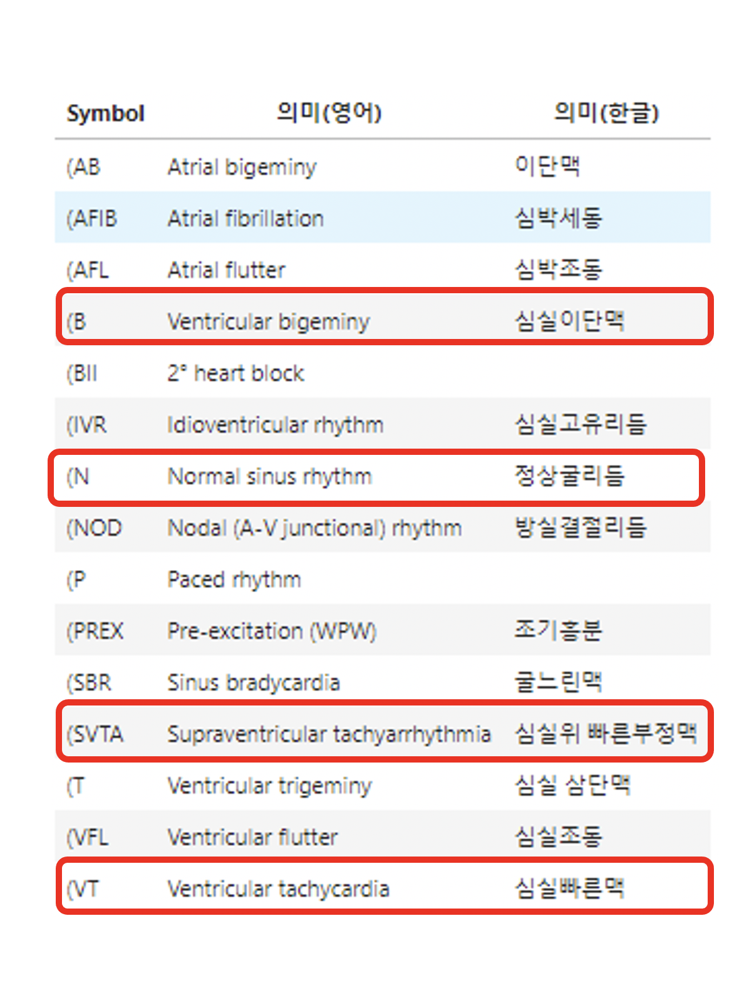 Symbol 의미(영어) 의미(한글)
(AB Atrial bigeminy 이단맥
(AFIB Atrial fibrillation 심박세동
(AFL Atrial flutter 심박조동
(B Ventricular bigeminy 심실이단맥
(BII 2° heart block
(IVR Idioventricular rhythm 심실고유리듬
(N Normal sinus rhythm 정상굴리듬
(NOD Nodal (A-V junctional) rhythm 방실결절리듬
(P Paced rhythm
(PREX Pre-excitation (WPW) 조기흥분
(SBR Sinus bradycardia 굴느린맥
(SVTA Supraventricular tachyarrhythmia 심실위 빠른부정맥
(T Ventricular trigeminy 심실 삼단맥
(VFL Ventricular flutter 심실조동
(VT Ventricular tachycardia 심실빠른맥